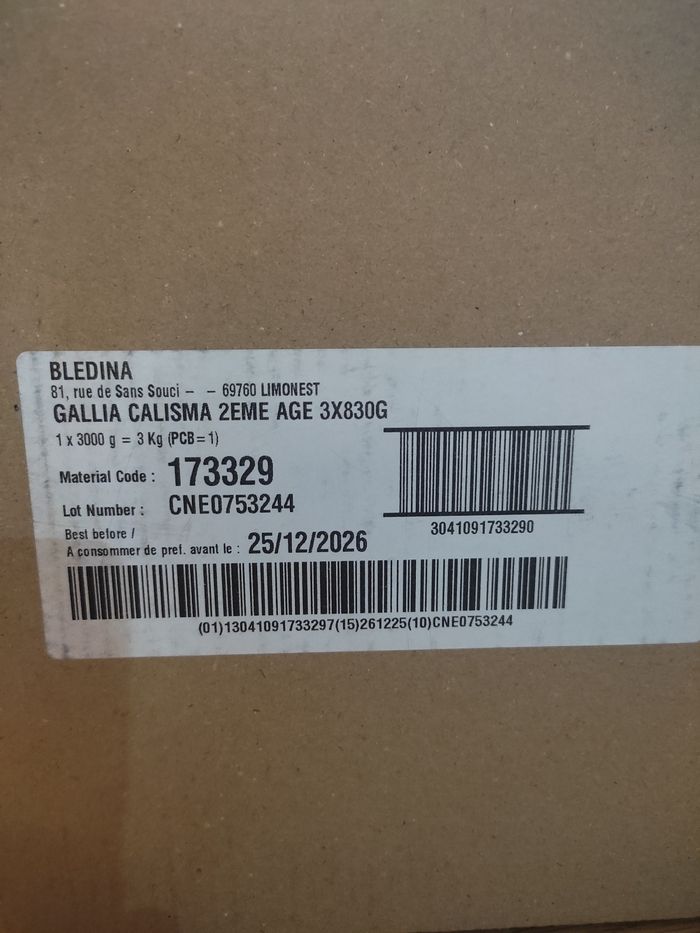 BLEDINA
81, rue de Sans Souci – – 69760 LIMONEST
GALLIA CALISMA 2EME AGE 3X830G
1 x 3000 g = 3 Kg (PCB=1)
Material Code : 173329
Lot Number : CNE0753244
3041091733290
Best before /
A consommer de pref. avant le : 25/12/2026
(01)13041091733297(15)261225(10)CNE0753244